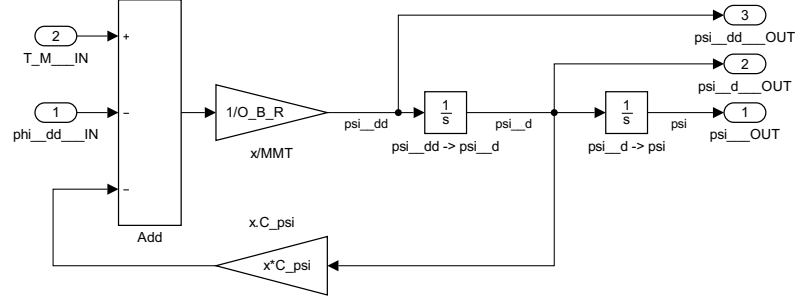 3
psi__dd___OUT
2
T_M___IN
+
2
psi__d___OUT
1
phi__dd___IN
−
1/O_B_R
x/MMT
psi__dd
1
s
psi__dd -> psi__d
psi__d
1
s
psi__d -> psi
psi
1
psi___OUT
−
Add
x.C_psi
x*C_psi